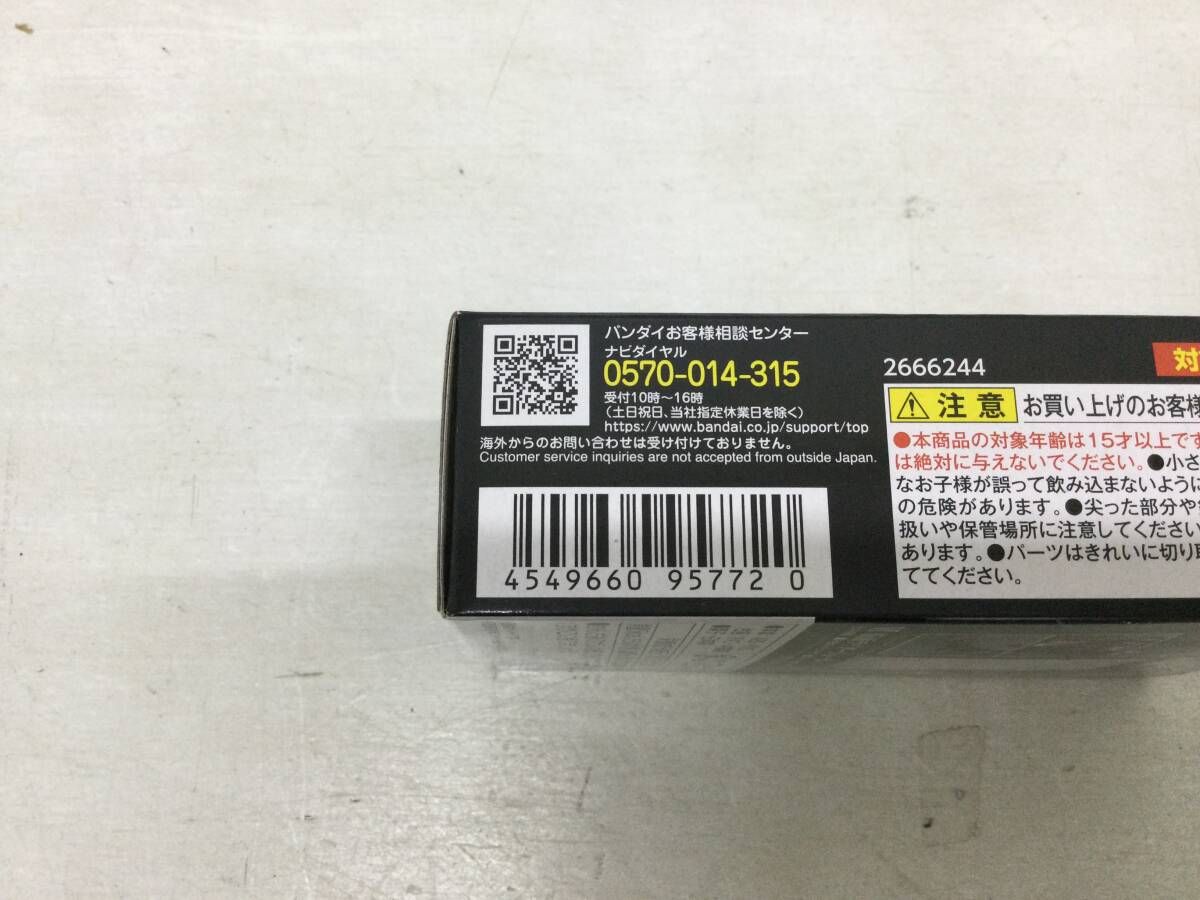 バンダイお客様相談センター
ナビダイヤル
0570-014-315
受付10時～16時
（土日祝日、当社指定休業日を除く）
https://www.bandai.co.jp/support/top
海外からのお問い合わせは受け付けておりません。
Customer service inquiries are not accepted from outside Japan.
4549660 95772 0
2666244
対
注意 お買い上げのお客様
●本商品の対象年齢は15才以上です
は絶対に与えないでください。●小さ
なお子様が誤って飲み込まないように
の危険があります。●尖った部分や
扱いや保管場所に注意してください
あります。●パーツはきれいに切り取
ててください。